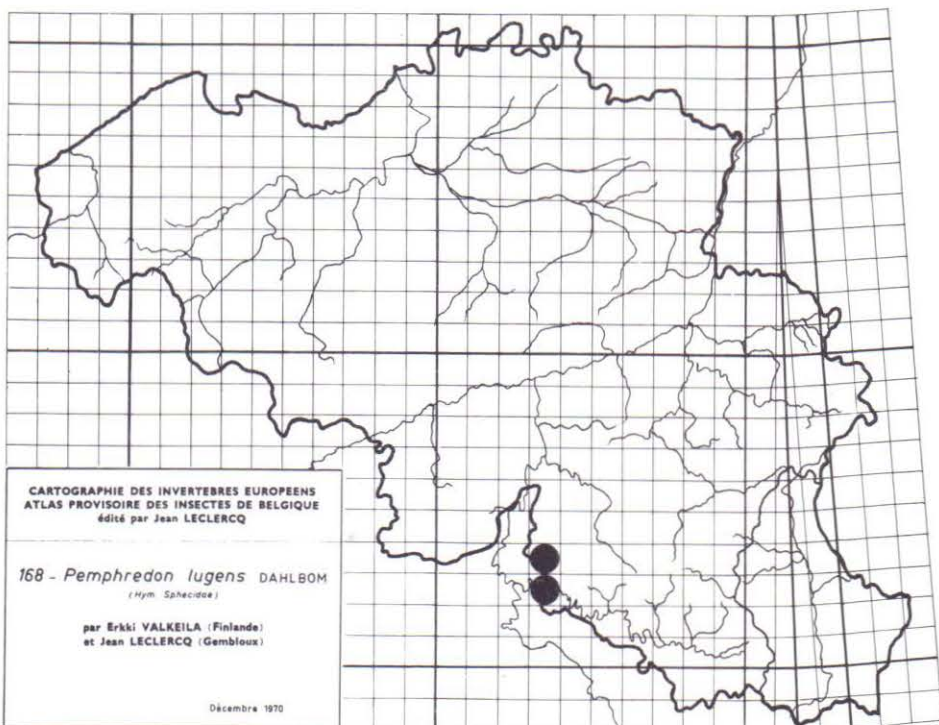 CARTOGRAPHIE DES INVERTEBRES EUROPEENS
ATLAS PROVISOIRE DES INSECTES DE BELGIQUE
édité par Jean LECLERCQ
168 - Pemphredon lugens DAHLBOM
(Hym. Sphecidae)
par Erkki VALKEILA (Finlande)
et Jean LECLERCQ (Gembloux)
Décembre 1970